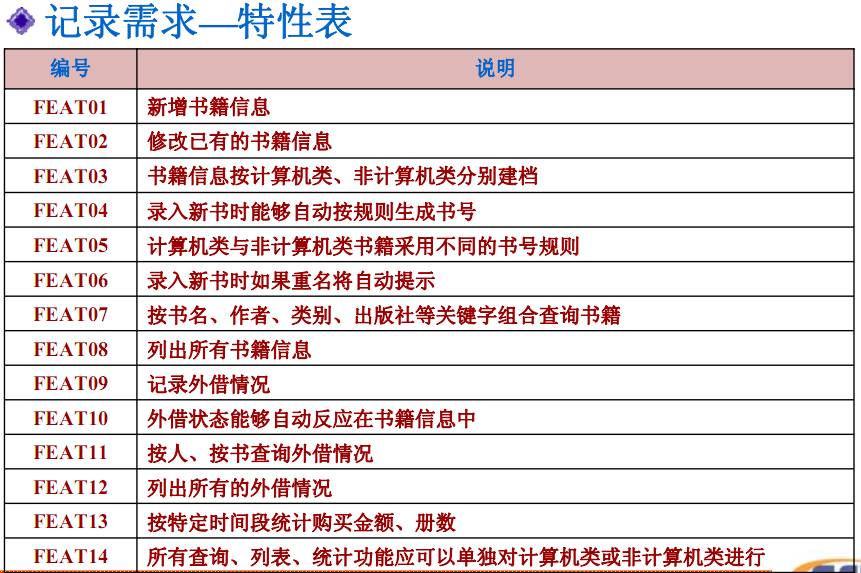 记录需求—特性表
编号 说明
FEAT01 新增书籍信息
FEAT02 修改已有的书籍信息
FEAT03 书籍信息按计算机类、非计算机类分别建档
FEAT04 录入新书时能够自动按规则生成书号
FEAT05 计算机类与非计算机类书籍采用不同的书号规则
FEAT06 录入新书时如果重名将自动提示
FEAT07 按书名、作者、类别、出版社等关键字组合查询书籍
FEAT08 列出所有书籍信息
FEAT09 记录外借情况
FEAT10 外借状态能够自动反应在书籍信息中
FEAT11 按人、按书查询外借情况
FEAT12 列出所有的外借情况
FEAT13 按特定时间段统计购买金额、册数
FEAT14 所有查询、列表、统计功能应可以单独对计算机类或非计算机类进行